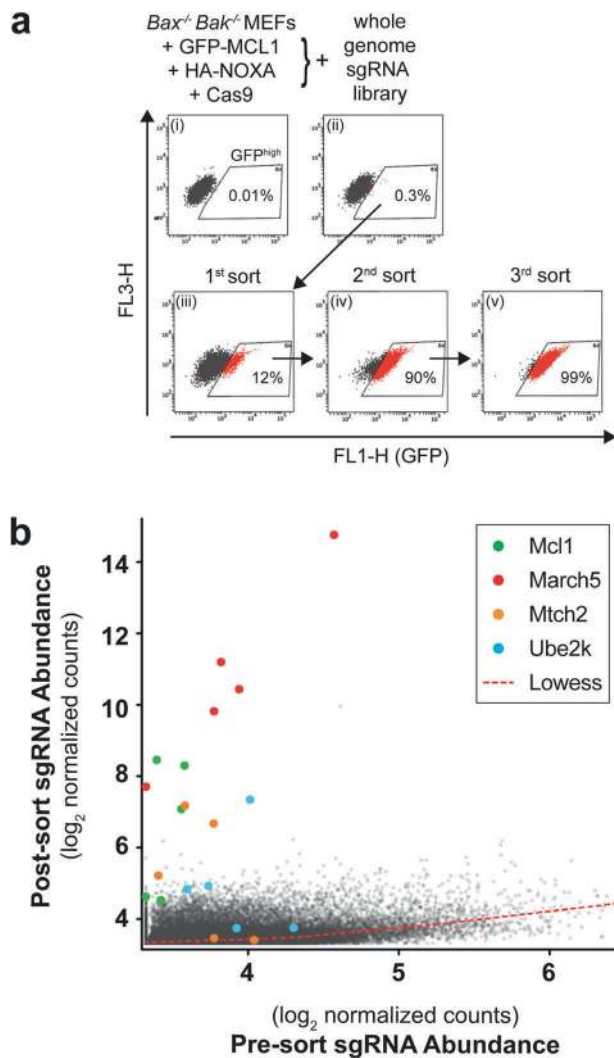 a
Bax-/- Bak-/- MEFs
+ GFP-MCL1
+ HA-NOXA
+ Cas9
} +
whole
genome
sgRNA
library
(i)
GFPhigh
0.01%
(ii)
0.3%
1st sort
2nd sort
3rd sort
(iii)
12%
(iv)
90%
(v)
99%
FL3-H
FL1-H (GFP)
b
14
12
10
8
6
4
4
5
6
Post-sort sgRNA Abundance
(log2 normalized counts)
Mcl1
March5
Mtch2
Ube2k
Lowess
(log2 normalized counts)
Pre-sort sgRNA Abundance